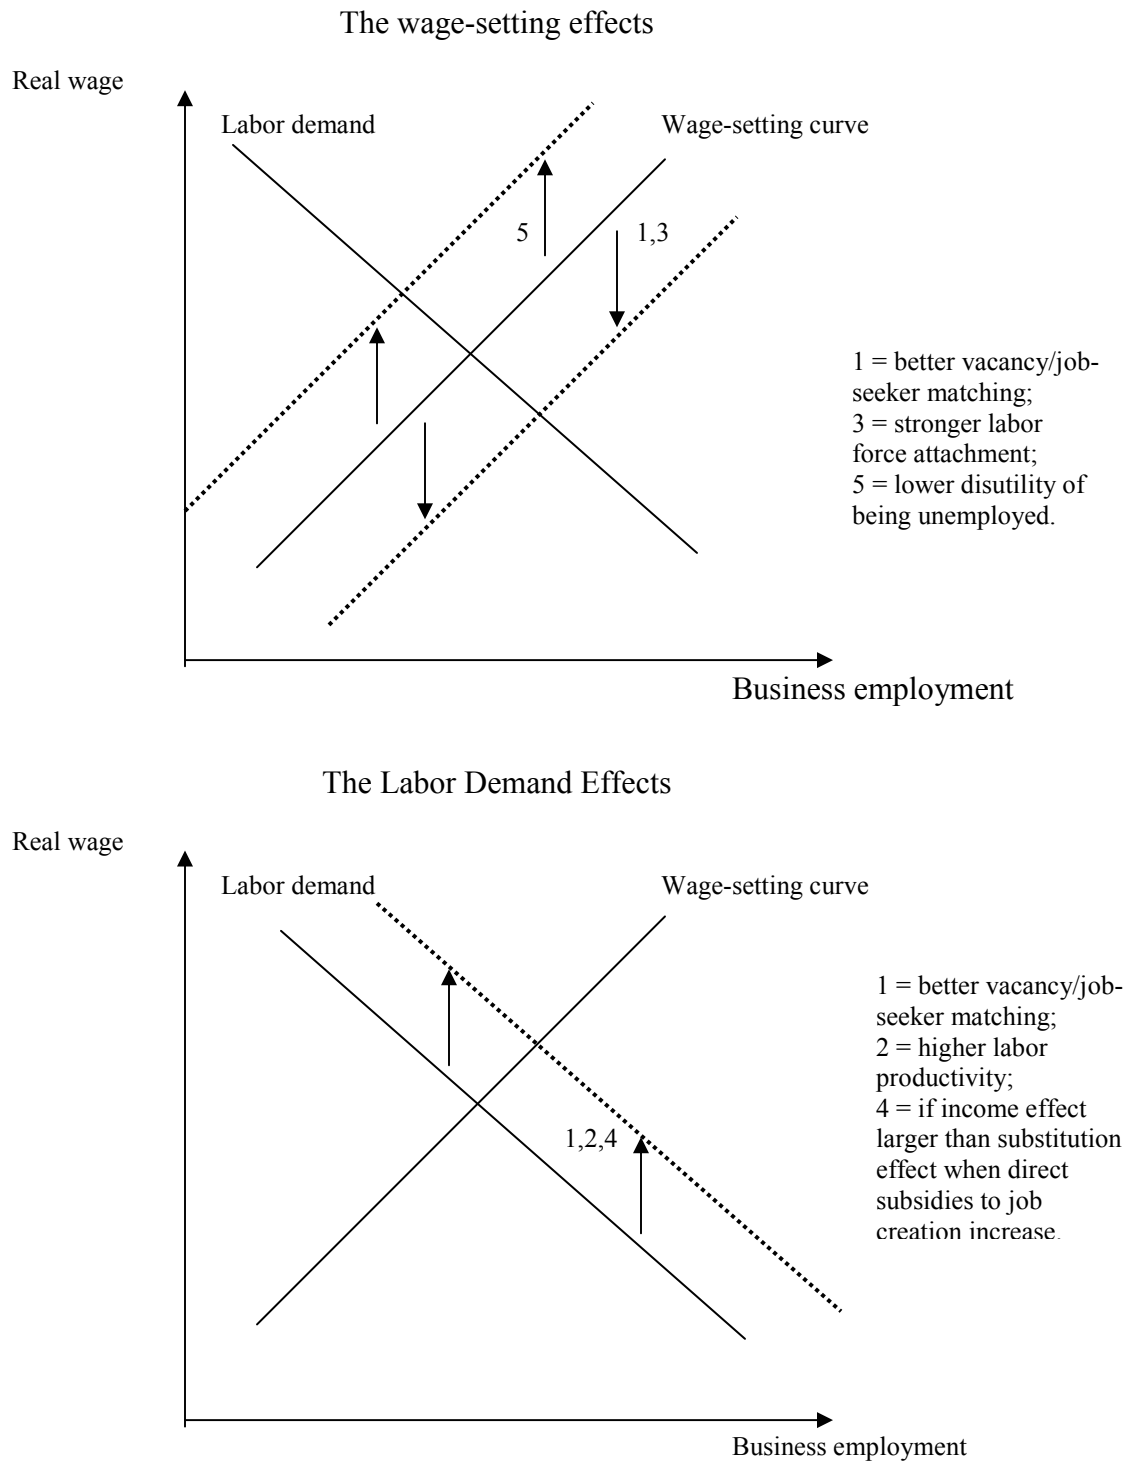 The wage-setting effects
Real wage
Labor demand
Wage-setting curve
5
1,3
1 = better vacancy/job-
seeker matching;
3 = stronger labor
force attachment;
5 = lower disutility of
being unemployed.
Business employment
The Labor Demand Effects
Real wage
Labor demand
Wage-setting curve
1 = better vacancy/job-
seeker matching;
2 = higher labor
productivity;
4 = if income effect
larger than substitution
effect when direct
subsidies to job
creation increase.
1,2,4
Business employment